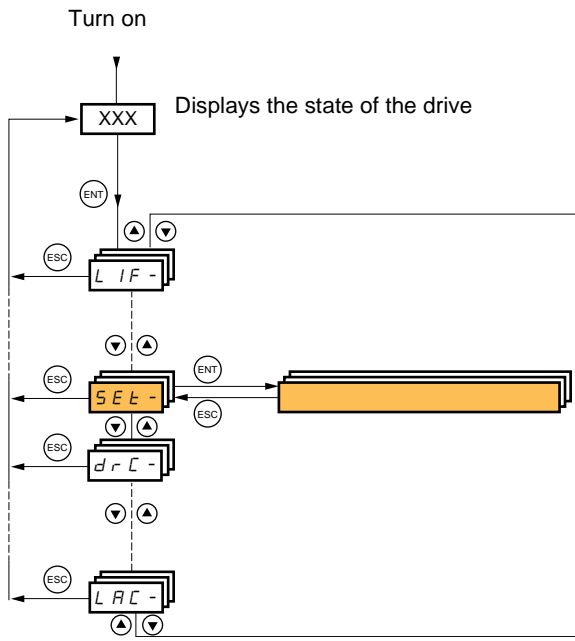 Turn on
XXX
Displays the state of the drive
ENT
ESC
L IF -
ESC
SEt -
ENT
ESC
ESC
drC -
ESC
LAC -